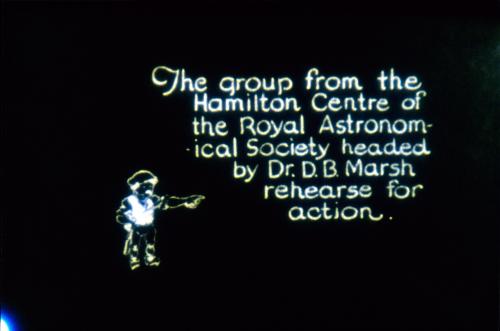 The group from the
Hamilton Centre of
the Royal Astronom-
ical Society headed
by Dr. D. B. Marsh
rehearse for
action.